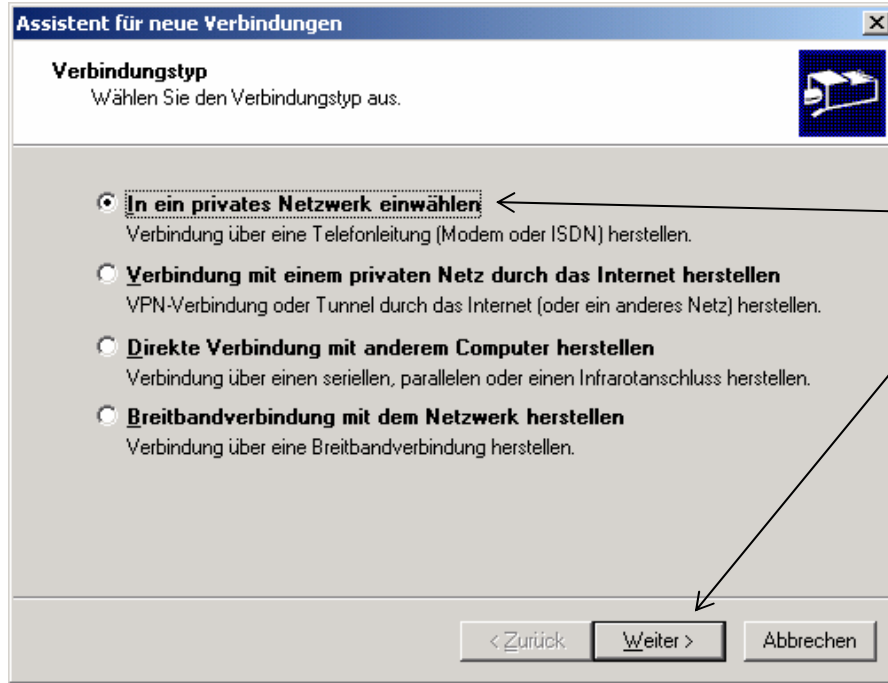 Assistent für neue Verbindungen
Verbindungstyp
Wählen Sie den Verbindungstyp aus.
In ein privates Netzwerk einwählen
Verbindung über eine Telefonleitung (Modem oder ISDN) herstellen.
Verbindung mit einem privaten Netz durch das Internet herstellen
VPN-Verbindung oder Tunnel durch das Internet (oder ein anderes Netz) herstellen.
Direkte Verbindung mit anderem Computer herstellen
Verbindung über einen seriellen, parallelen oder einen Infrarotanschluss herstellen.
Breitbandverbindung mit dem Netzwerk herstellen
Verbindung über eine Breitbandverbindung herstellen.
< Zurück Weiter > Abbrechen